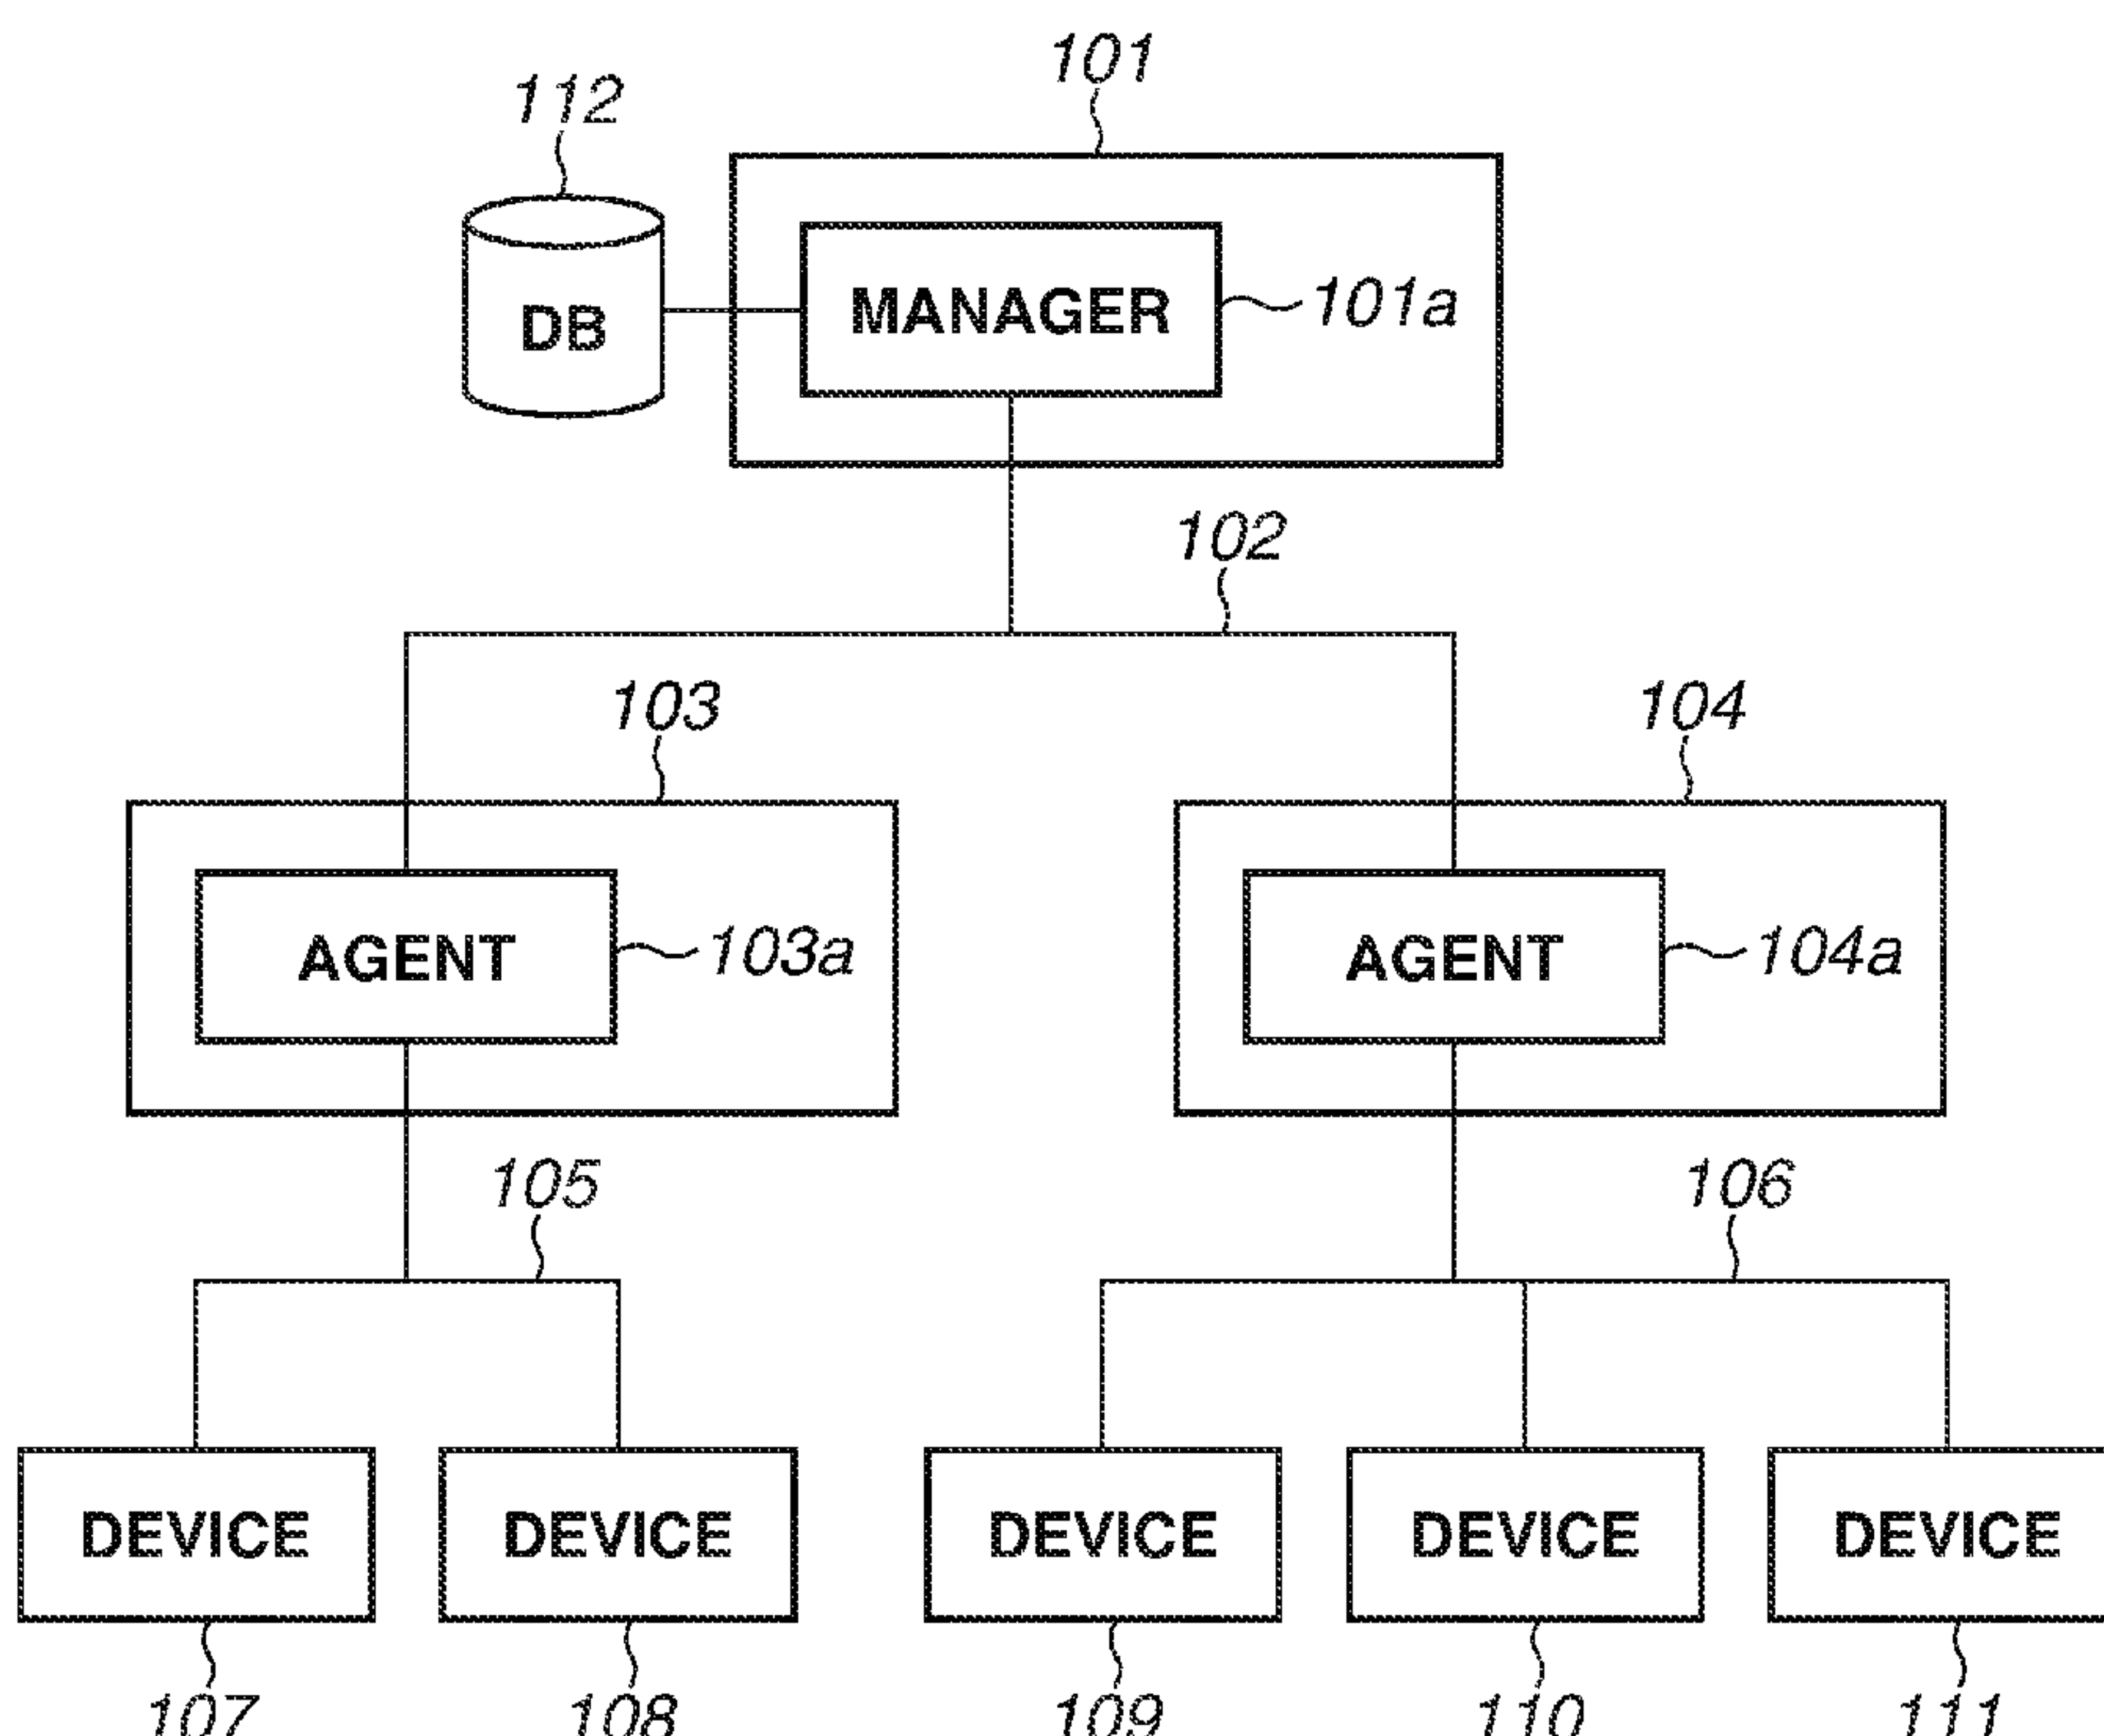 101
112
MANAGER
101a
DB
102
103
104
AGENT
103a
AGENT
104a
105
106
DEVICE
DEVICE
DEVICE
DEVICE
DEVICE
107
108
109
110
111